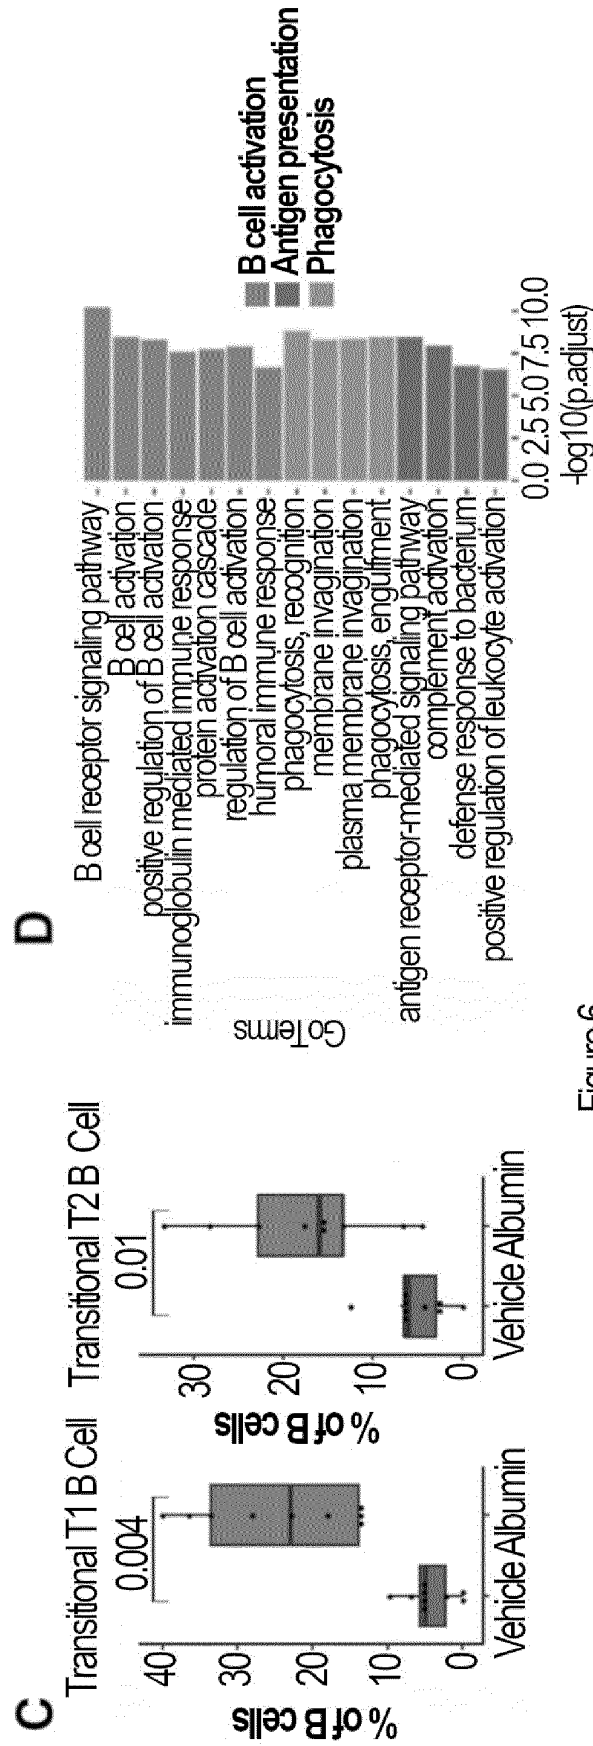 C
Transitional T1 B Cell
0.004
% of B cells
40
30
20
10
0
Vehicle Albumin
Transitional T2 B Cell
0.01
% of B cells
30
20
10
0
Vehicle Albumin
D
GoTerms
B cell receptor signaling pathway
B cell activation
positive regulation of B cell activation
immunoglobulin mediated immune response
protein activation cascade
regulation of B cell activation
humoral immune response
phagocytosis, recognition
membrane invagination
plasma membrane invagination
phagocytosis, engulfment
antigen receptor-mediated signaling pathway
complement activation
defense response to bacterium
positive regulation of leukocyte activation
0.0 2.5 5.0 7.5 10.0
-log10(p.adjust)
B cell activation
Antigen presentation
Phagocytosis
Figure 6